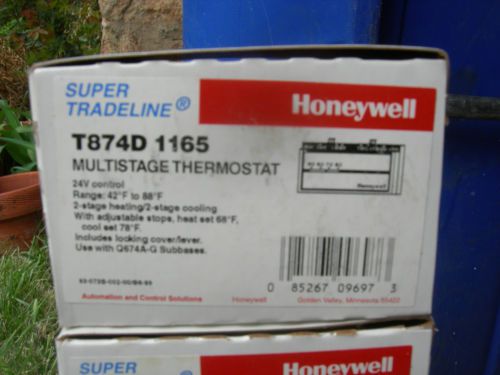 SUPER
TRADELINE®
Honeywell
T874D 1165
MULTISTAGE THERMOSTAT
24V control
Range: 42°F to 88°F
2-stage heating/2-stage cooling
With adjustable stops, heat set 68°F,
cool set 78°F.
Includes locking cover/lever.
Use with Q674A-G Subbases.
Honeywell
0 85267 09697 3
Automation and Control Solutions
Honeywell
Golden Valley, Minnesota 55422
SUPER
Honeywell